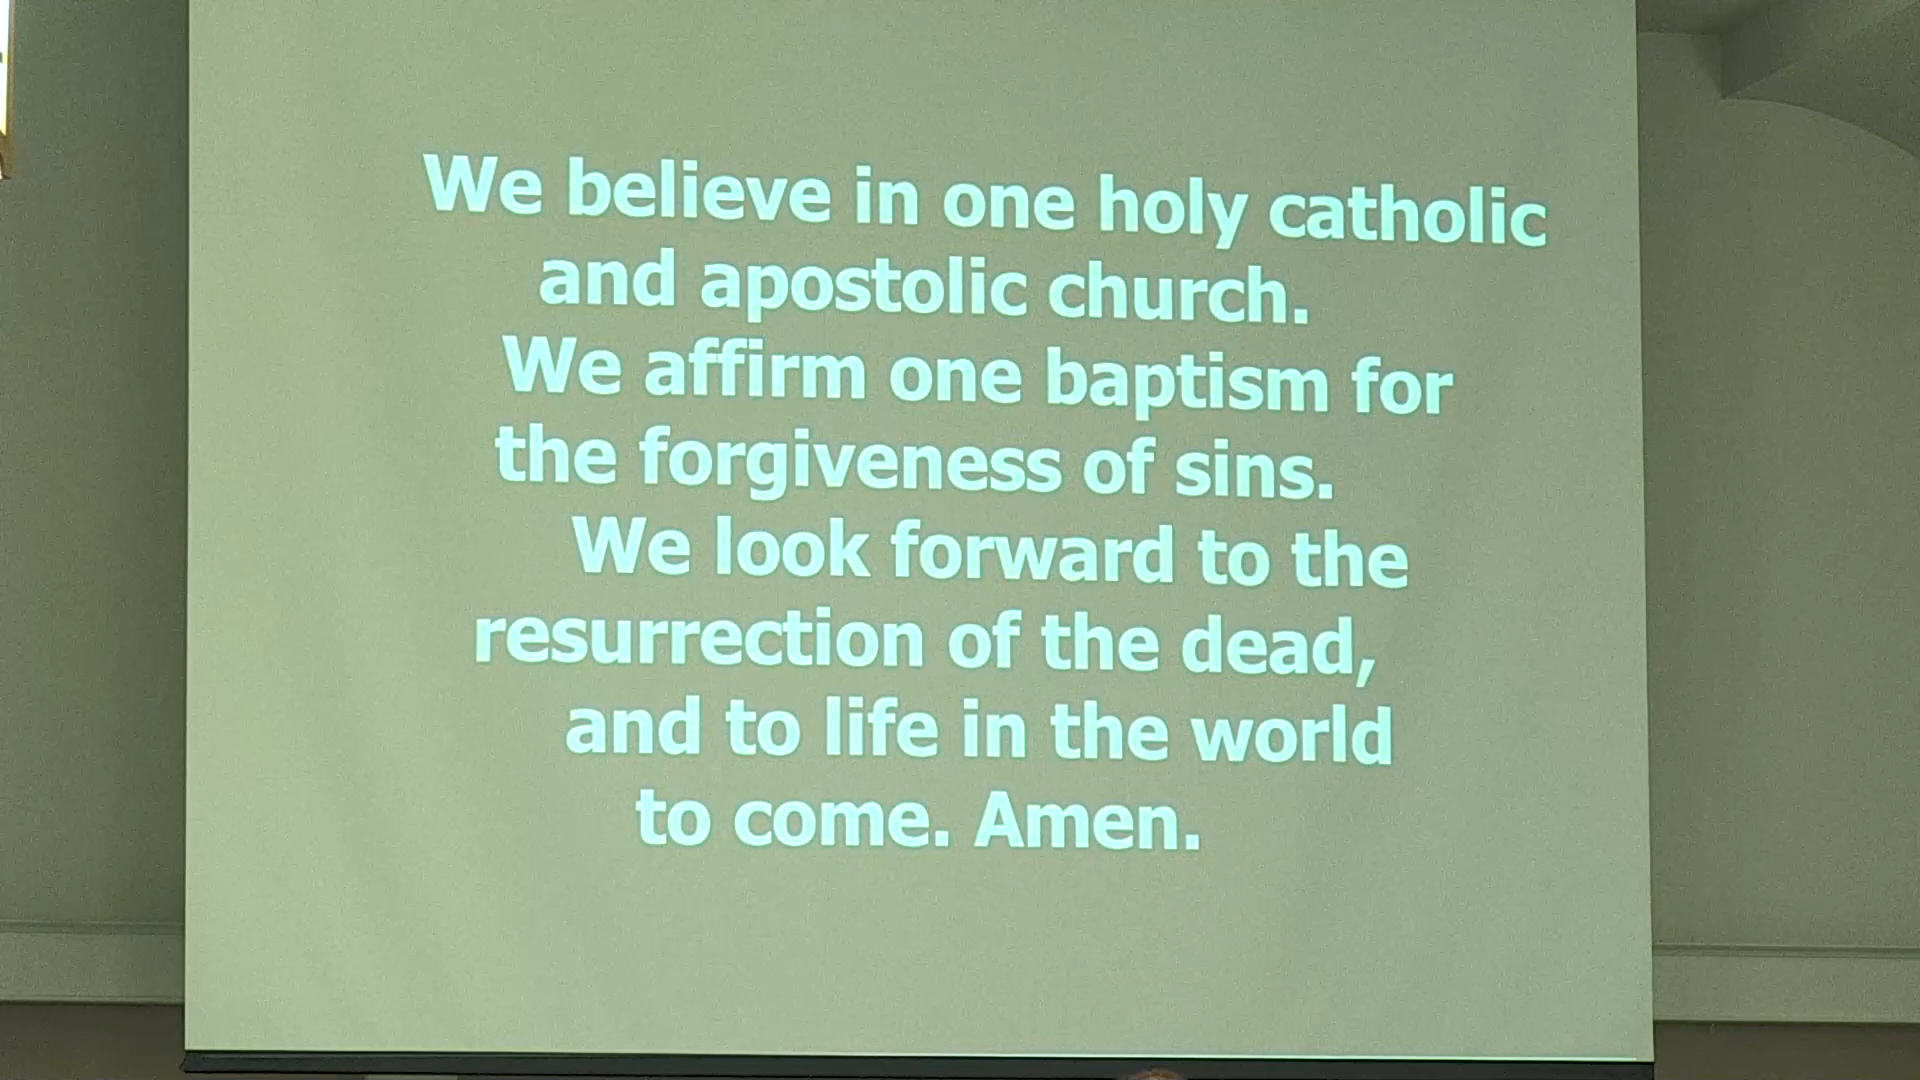 We believe in one holy catholic
and apostolic church.
We affirm one baptism for
the forgiveness of sins.
We look forward to the
resurrection of the dead,
and to life in the world
to come. Amen.